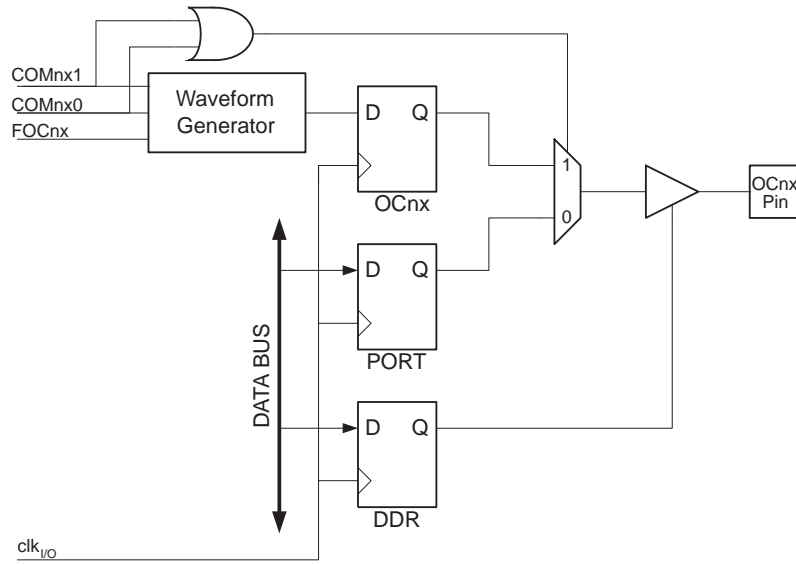 COMnx1
COMnx0
FOCnx
Waveform
Generator
D Q
OCnx
1
0
OCnx
Pin
D Q
PORT
DATA BUS
D Q
DDR
clkI/O